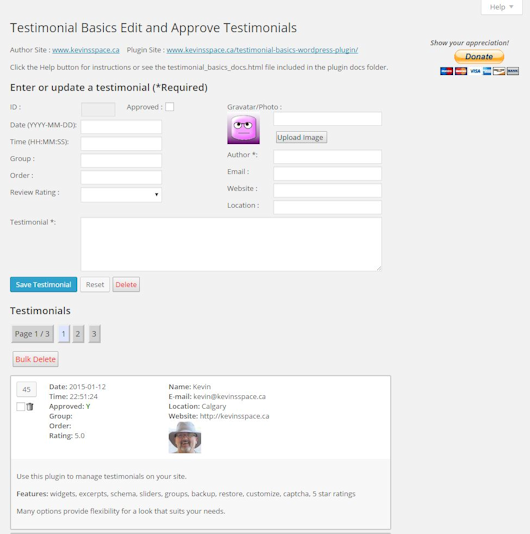 Help
Testimonial Basics Edit and Approve Testimonials
Show your appreciation!
Donate
Author Site : www.kevinsspace.ca Plugin Site : www.kevinsspace.ca/testimonial-basics-wordpress-plugin/
Click the Help button for instructions or see the testimonial_basics_docs.html file included in the plugin docs folder.
Enter or update a testimonial (*Required)
ID : Approved : Gravatar/Photo :
Date (YYYY-MM-DD):
Time (HH:MM:SS): Upload Image
Group : Author *:
Order : Email :
Review Rating : Website :
Location :
Testimonial *:
Save Testimonial Reset Delete
Testimonials
Page 1 / 3 1 2 3
Bulk Delete
45 Date: 2015-01-12 Name: Kevin
Time: 22:51:24 E-mail: kevin@kevinsspace.ca
Approved: Y Location: Calgary
Group: Website: http://kevinsspace.ca
Order:
Rating: 5.0
Use this plugin to manage testimonials on your site.
Features: widgets, excerpts, schema, sliders, groups, backup, restore, customize, captcha, 5 star ratings
Many options provide flexibility for a look that suits your needs.